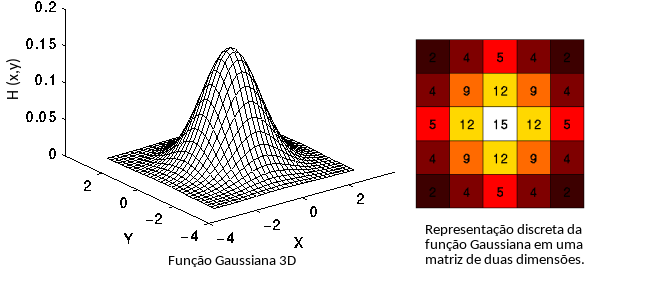 0.2
0.15
0.1
0.05
0
H (x,y)
2
0
-2
-4
Y
-4
-2
0
2
X
Função Gaussiana 3D
2 4 5 4 2
4 9 12 9 4
5 12 15 12 5
4 9 12 9 4
2 4 5 4 2
Representação discreta da
função Gaussiana em uma
matriz de duas dimensões.